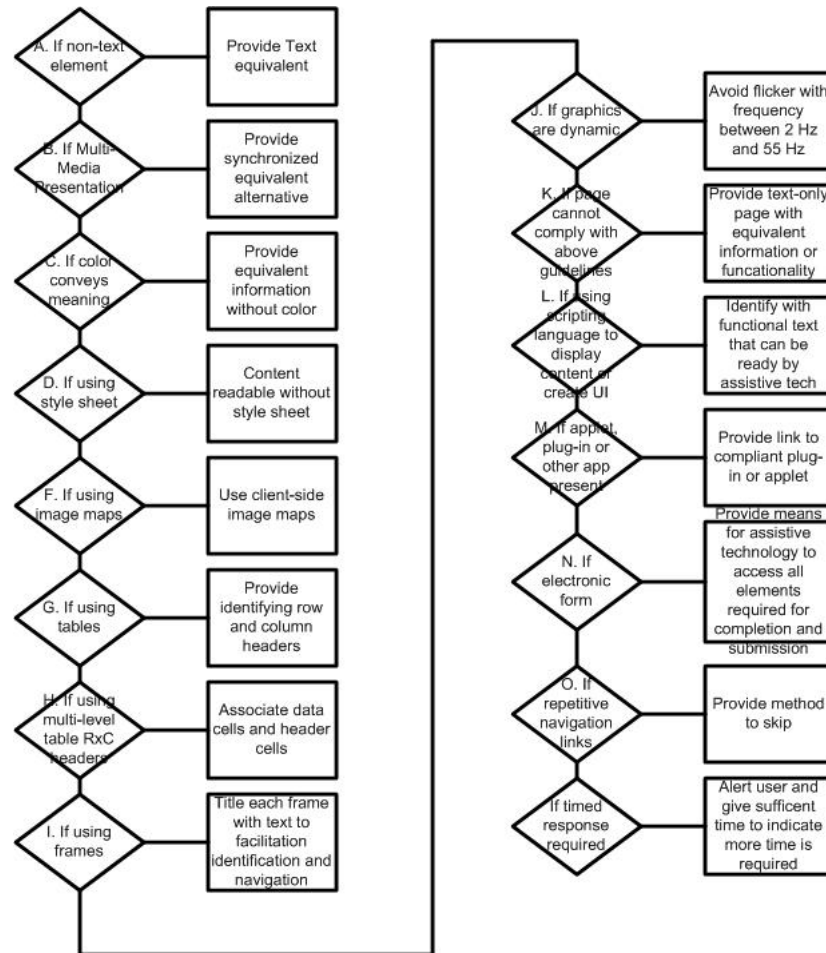 A. If non-text
element
Provide Text
equivalent
B. If Multi-
Media
Presentation
Provide
synchronized
equivalent
alternative
C. If color
conveys
meaning
Provide
equivalent
information
without color
D. If using
style sheet
Content
readable without
style sheet
F. If using
image maps
Use client-side
image maps
G. If using
tables
Provide
identifying row
and column
headers
H. If using
multi-level
table RxC
headers
Associate data
cells and header
cells
I. If using
frames
Title each frame
with text to
facilitation
identification and
navigation
J. If graphics
are dynamic
Avoid flicker with
frequency
between 2 Hz
and 55 Hz
K. If page
cannot
comply with
above
guidelines
Provide text-only
page with
equivalent
information or
funcationality
L. If using
scripting
language to
display
content or
create UI
Identify with
functional text
that can be
ready by
assistive tech
M. If applet,
plug-in or
other app
present
Provide link to
compliant plug-
in or applet
N. If
electronic
form
Provide means
for assistive
technology to
access all
elements
required for
completion and
submission
O. If
repetitive
navigation
links
Provide method
to skip
If timed
response
required
Alert user and
give sufficent
time to indicate
more time is
required